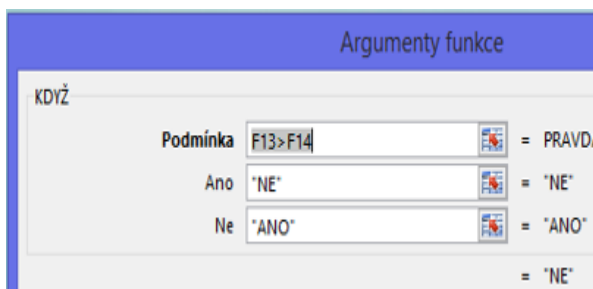 Argumenty funkce
KDYŽ
Podmínka F13>F14 = PRAVDA
Ano "NE" = "NE"
Ne "ANO" = "ANO"
= "NE"